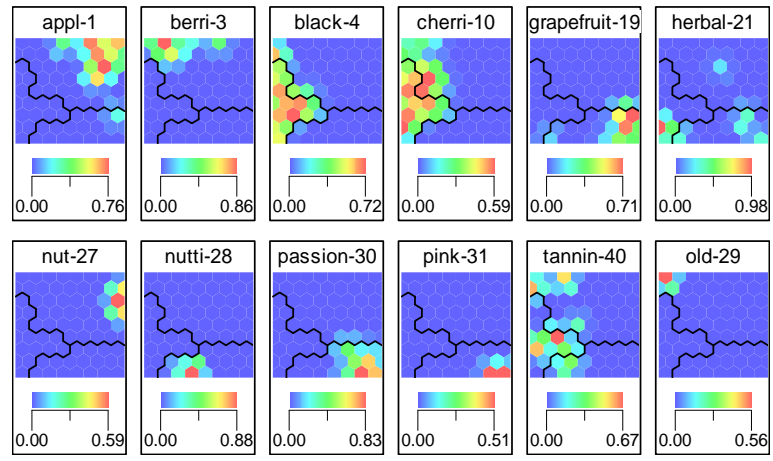 appl-1 berri-3 black-4 cherri-10 grapefruit-19 herbal-21
0.00 0.76 0.00 0.86 0.00 0.72 0.00 0.59 0.00 0.71 0.00 0.98
nut-27 nutti-28 passion-30 pink-31 tannin-40 old-29
0.00 0.59 0.00 0.88 0.00 0.83 0.00 0.51 0.00 0.67 0.00 0.56